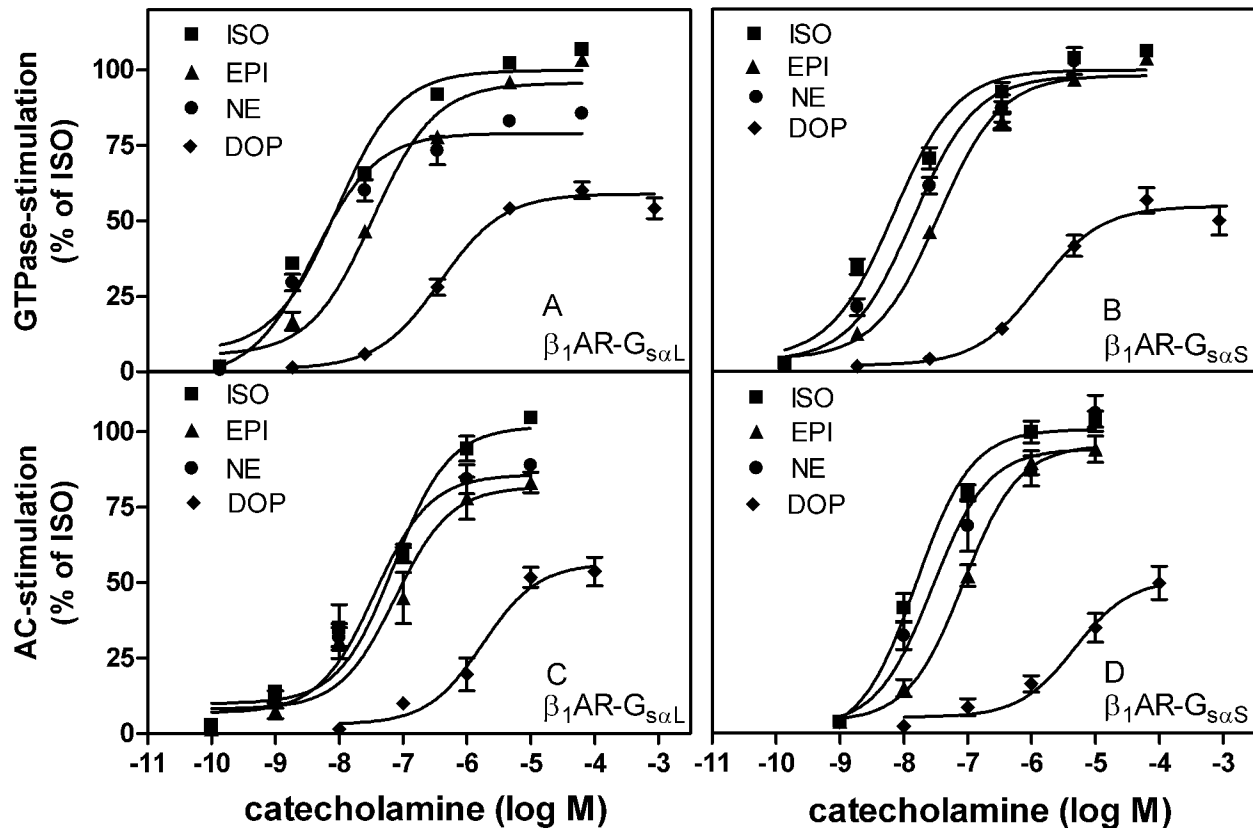 GTPase-stimulation
(% of ISO)
100
75
50
25
0
ISO
EPI
NE
DOP
A
β₁AR-GsαL
ISO
EPI
NE
DOP
B
β₁AR-GsαS
AC-stimulation
(% of ISO)
100
75
50
25
0
ISO
EPI
NE
DOP
C
β₁AR-GsαL
ISO
EPI
NE
DOP
D
β₁AR-GsαS
-11 -10 -9 -8 -7 -6 -5 -4 -3
-11 -10 -9 -8 -7 -6 -5 -4 -3
catecholamine (log M)
catecholamine (log M)